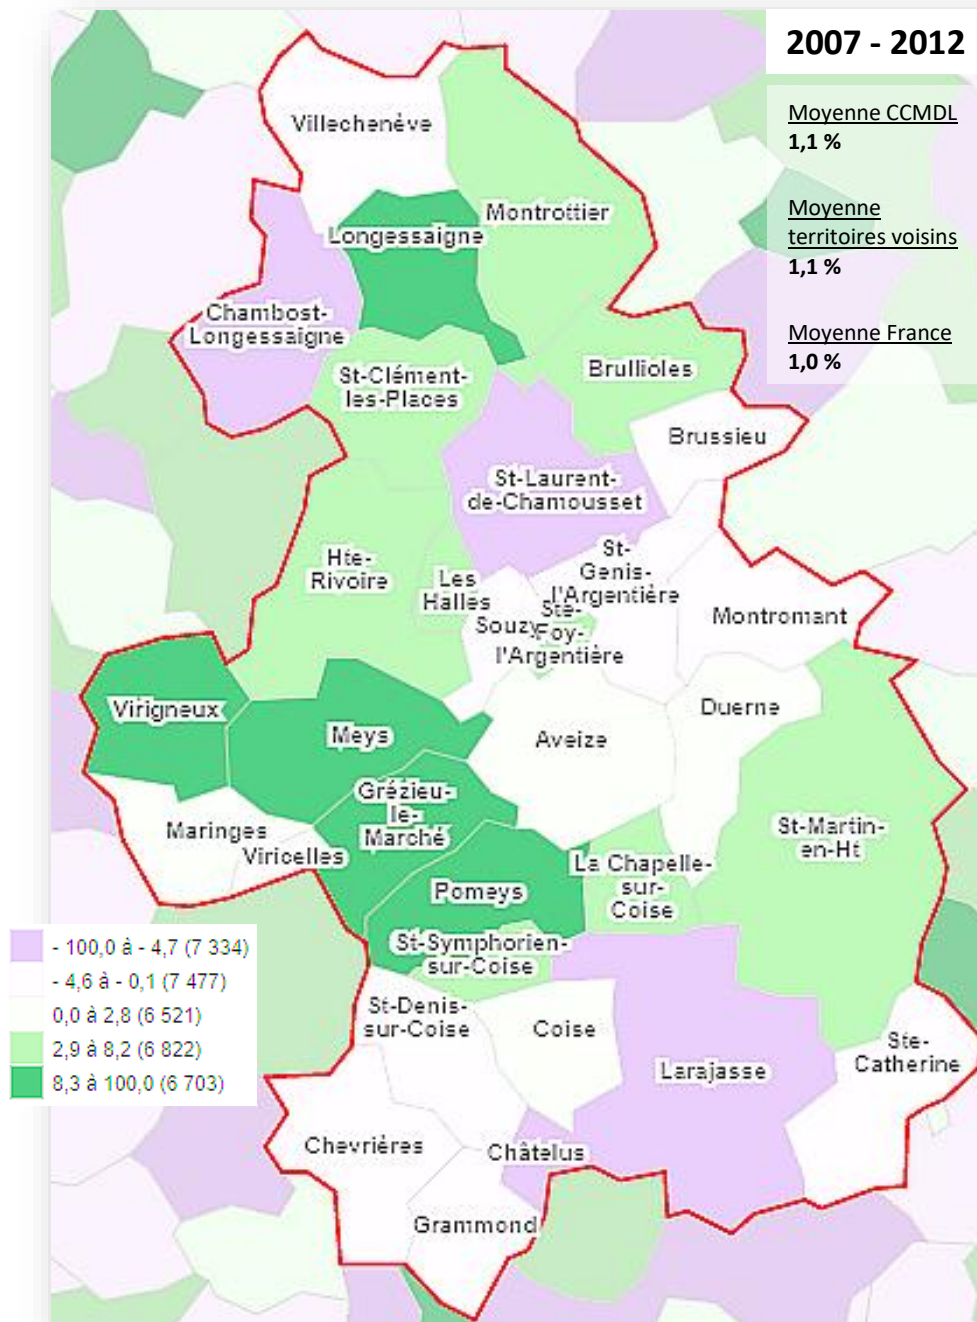 2007 - 2012
Moyenne CCMDL
1,1 %
Moyenne
territoires voisins
1,1 %
Moyenne France
1,0 %
Villechenève
Montrottier
Longessaigne
Chambost-
Longessaigne
St-Clément-
les-Places
Brullioles
Brussieu
St-Laurent-
de-Chamousset
Hte-
Rivoire
Les
Halles
St-
Genis-
l'Argentière
Souzy
Ste-
Foy-
l'Argentière
Montromant
Virigneux
Meys
Aveize
Duerne
Grézieu-
le-
Marché
Maringes
Viricelles
St-Martin-
en-Ht
La Chapelle-
sur-
Coise
Pomeys
St-Symphorien-
sur-Coise
St-Denis-
sur-Coise
Coise
Larajasse
Ste-
Catherine
Chevrières
Châtelus
Grammond
- 100,0 à - 4,7 (7 334)
- 4,6 à - 0,1 (7 477)
0,0 à 2,8 (6 521)
2,9 à 8,2 (6 822)
8,3 à 100,0 (6 703)